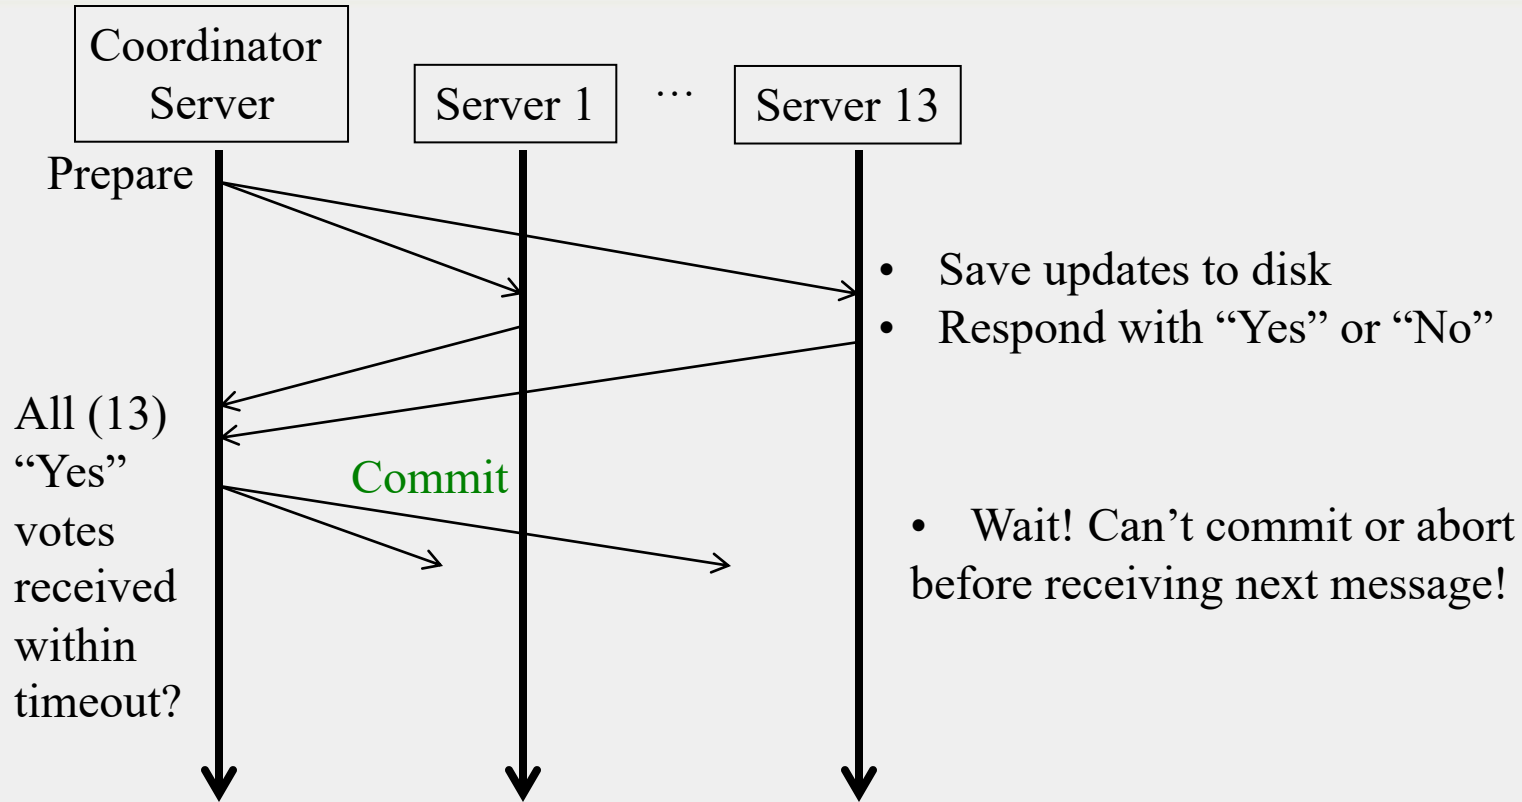 Coordinator
Server
Server 1
…
Server 13
Prepare
• Save updates to disk
• Respond with “Yes” or “No”
All (13)
“Yes”
votes
received
within
timeout?
Commit
• Wait! Can’t commit or abort
before receiving next message!